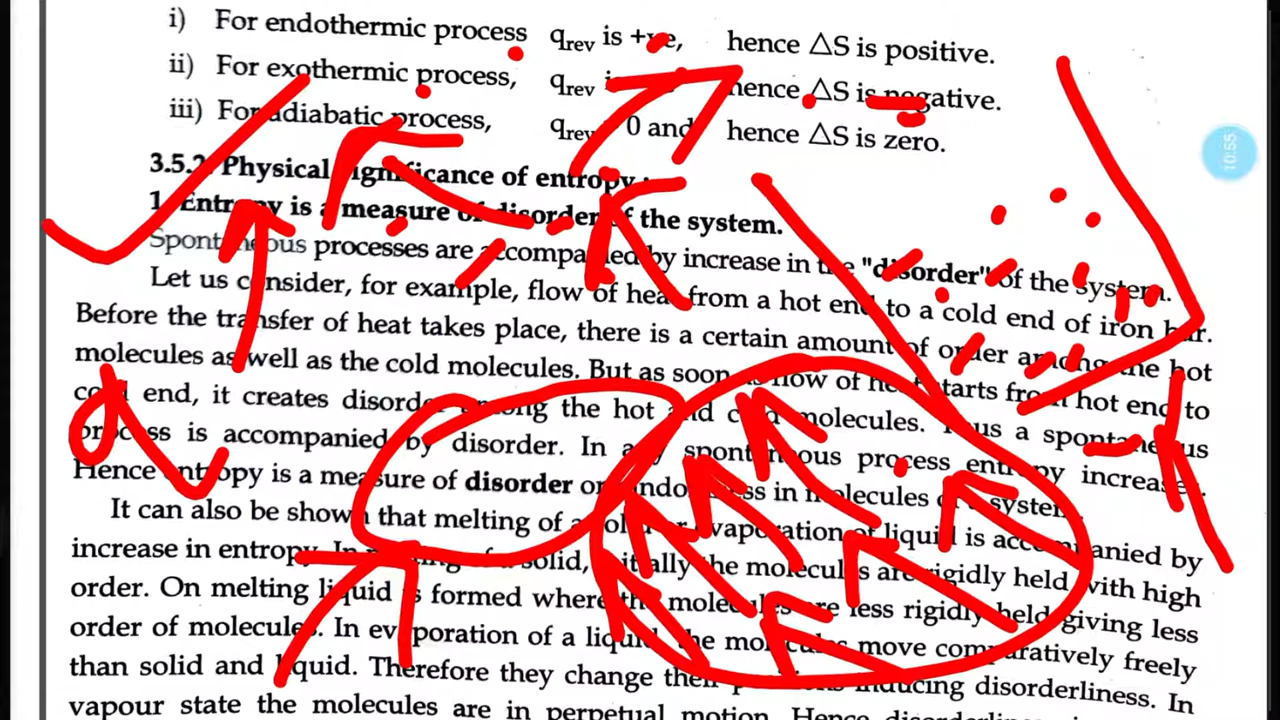 i) For endothermic process qrev is +ve, hence △S is positive.
ii) For exothermic process, qrev hence △S is negative.
iii) For adiabatic process, qrev 0 and hence △S is zero.
3.5.2 Physical significance of entropy :
1. Entropy is a measure of disorder of the system.
Spontaneous processes are accompanied by increase in the "disorder" of the system.
Let us consider, for example, flow of heat from a hot end to a cold end of iron bar.
Before the transfer of heat takes place, there is a certain amount of order among the hot
molecules as well as the cold molecules. But as soon as flow of heat starts from hot end to
cold end, it creates disorder among the hot and cold molecules. Thus a spontaneous
process is accompanied by disorder. In any spontaneous process entropy increases.
Hence entropy is a measure of disorder or randomness in molecules of system.
It can also be shown that melting of a solid or evaporation of liquid is accompanied by
increase in entropy. In melting of a solid, initially the molecules are rigidly held with high
order. On melting liquid is formed where the molecules are less rigidly held giving less
order of molecules. In evaporation of a liquid the molecules move comparatively freely
than solid and liquid. Therefore they change their positions inducing disorderliness. In
vapour state the molecules are in perpetual motion. Hence
10:55